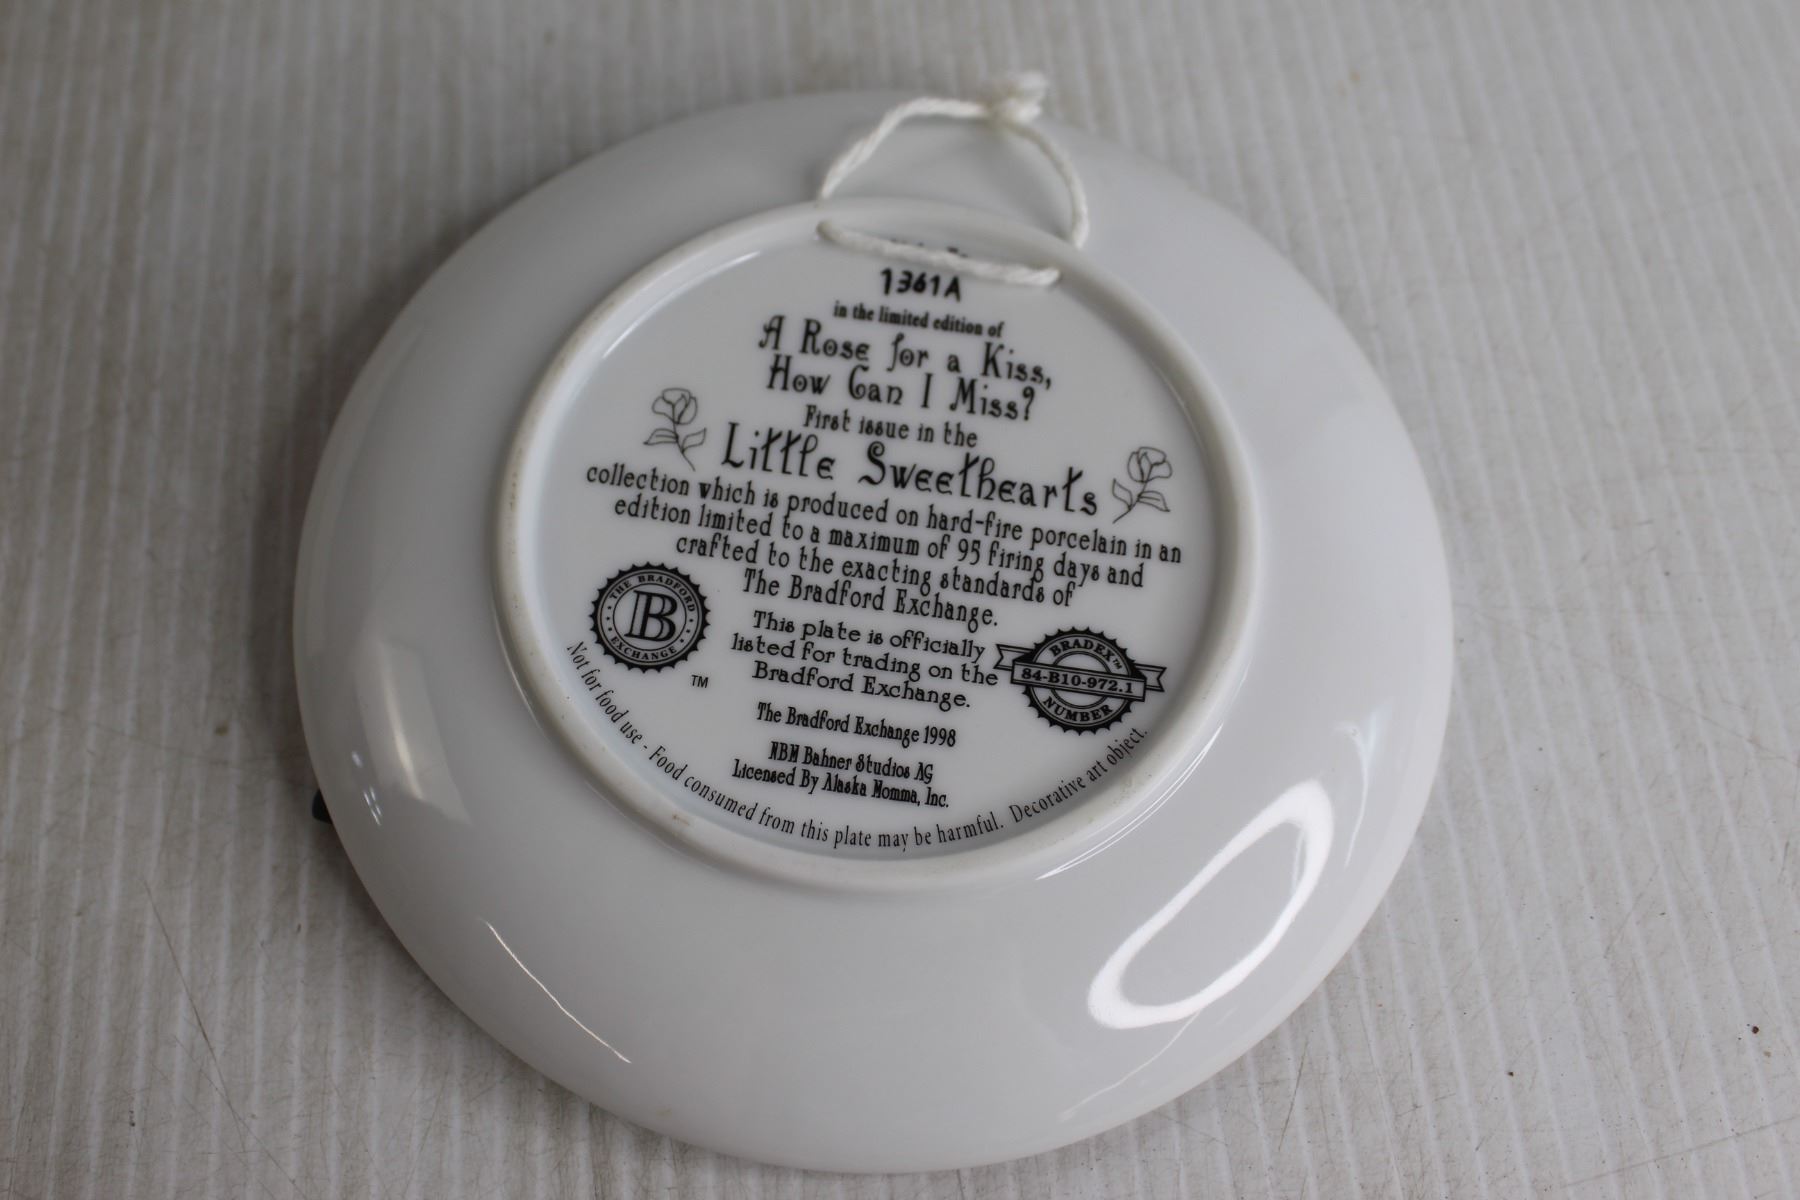 1361A
in the limited edition of
A Rose for a Kiss,
How Can I Miss?
First issue in the
Little Sweethearts
collection which is produced on hard-fire porcelain in an
edition limited to a maximum of 95 firing days and
crafted to the exacting standards of
The Bradford Exchange.
THE BRADFORD
B
EXCHANGE
TM
This plate is officially
listed for trading on the
Bradford Exchange.
BRADEX™
84-B10-972.1
NUMBER
The Bradford Exchange 1998
NBM Bahner Studios AG
Licensed By Alaska Momma, Inc.
Not for food use - Food consumed from this plate may be harmful. Decorative art object.